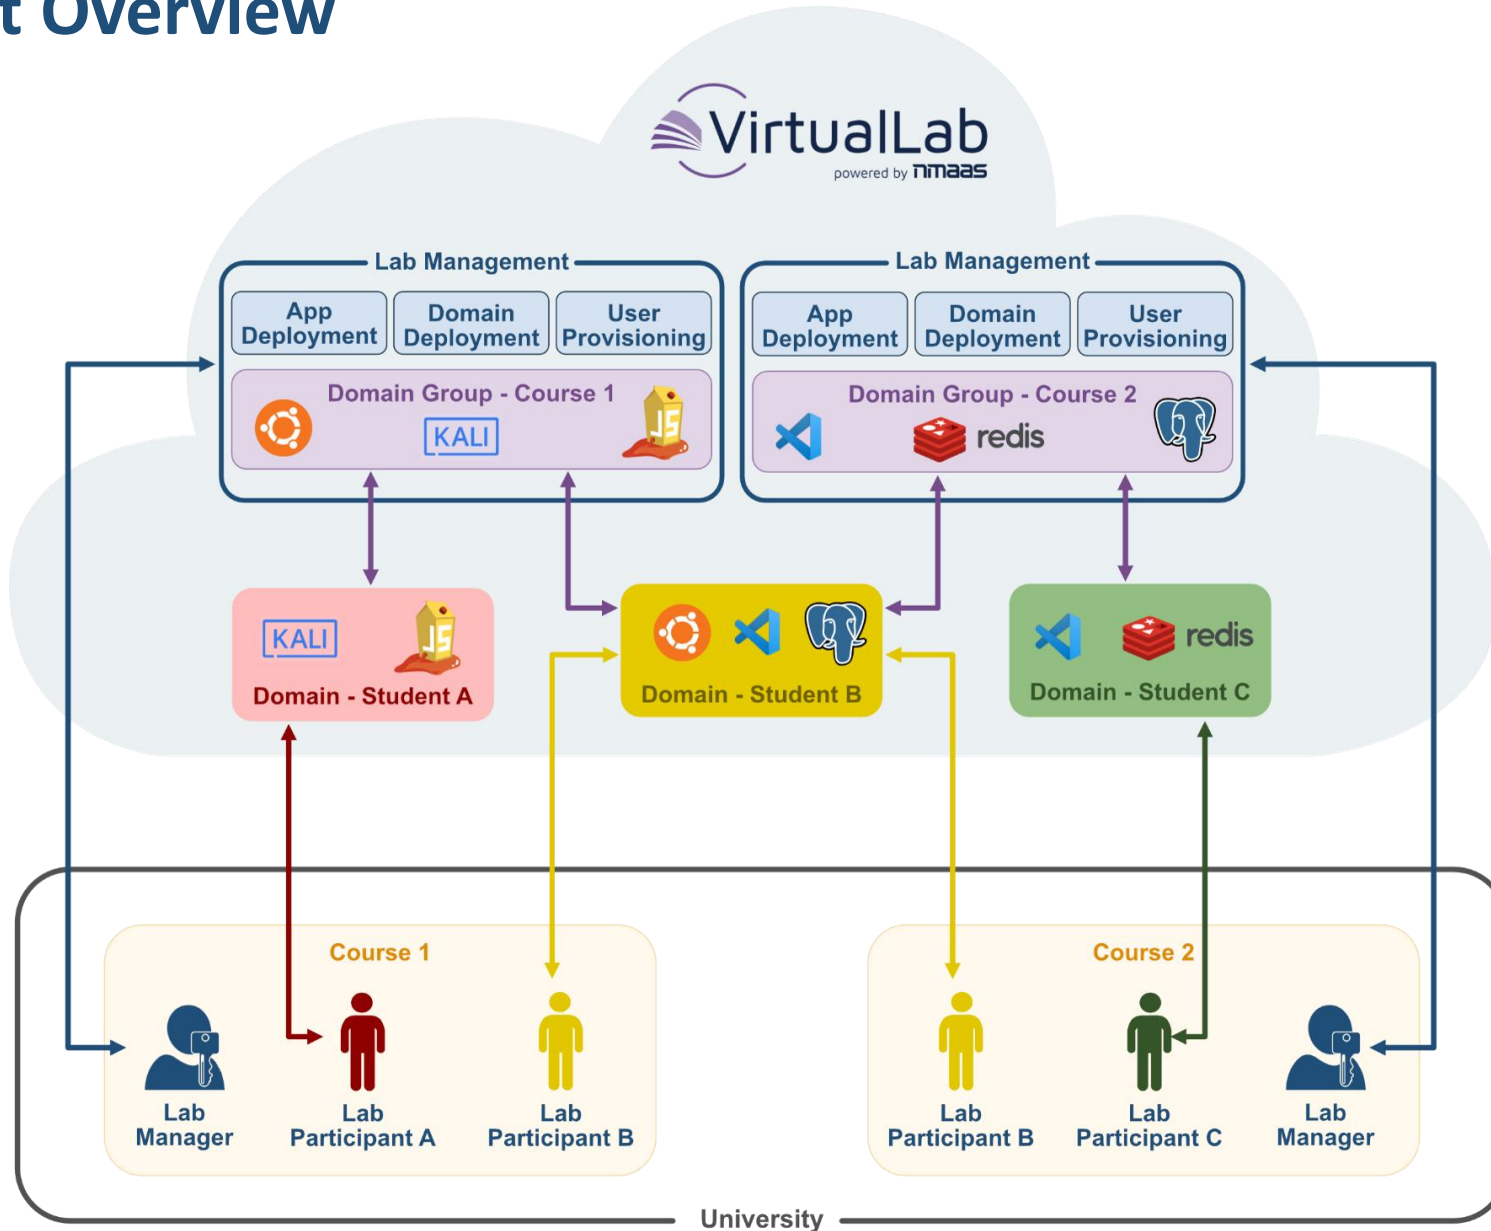 t Overview
VirtualLab
powered by nmaas
Lab Management
App
Deployment
Domain
Deployment
User
Provisioning
Domain Group - Course 1
KALI
JS
Lab Management
App
Deployment
Domain
Deployment
User
Provisioning
Domain Group - Course 2
redis
KALI
JS
Domain - Student A
Domain - Student B
redis
Domain - Student C
Course 1
Lab
Manager
Lab
Participant A
Lab
Participant B
Course 2
Lab
Participant B
Lab
Participant C
Lab
Manager
University